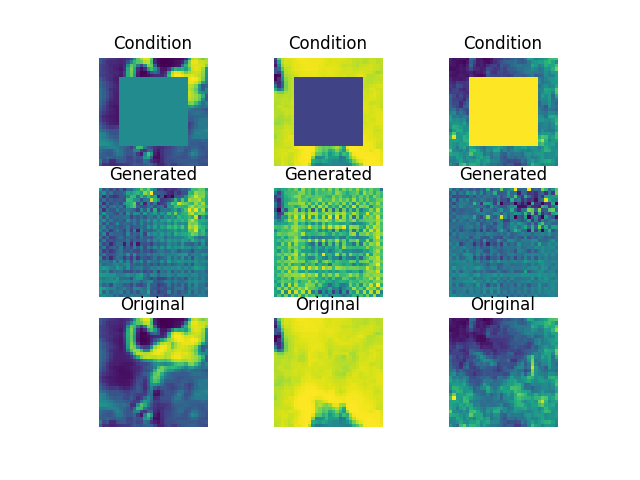 Condition Condition Condition
Generated Generated Generated
Original Original Original